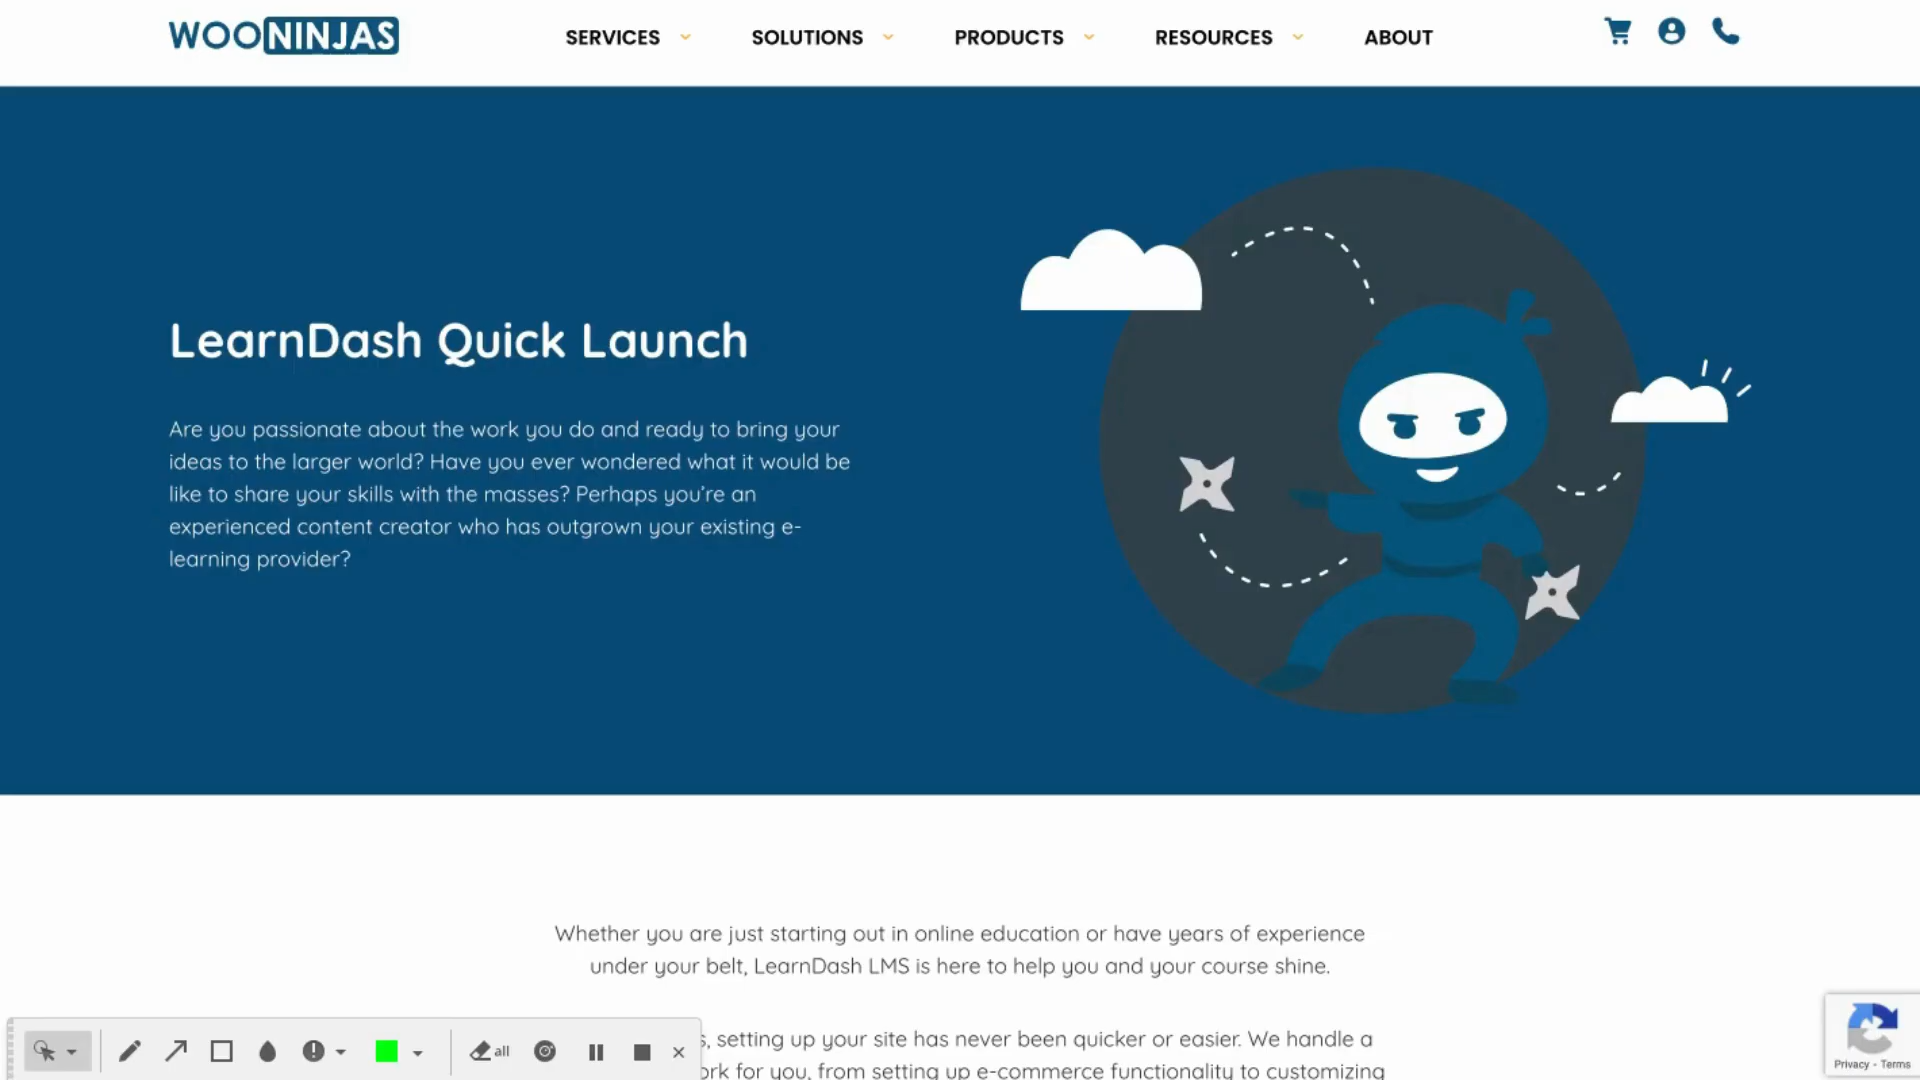 WOONINJAS
SERVICES
SOLUTIONS
PRODUCTS
RESOURCES
ABOUT
LearnDash Quick Launch
Are you passionate about the work you do and ready to bring your
ideas to the larger world? Have you ever wondered what it would be
like to share your skills with the masses? Perhaps you're an
experienced content creator who has outgrown your existing e-
learning provider?
Whether you are just starting out in online education or have years of experience
under your belt, LearnDash LMS is here to help you and your course shine.
, setting up your site has never been quicker or easier. We handle a
for you, from setting up e-commerce functionality to customizing
all
Privacy - Terms